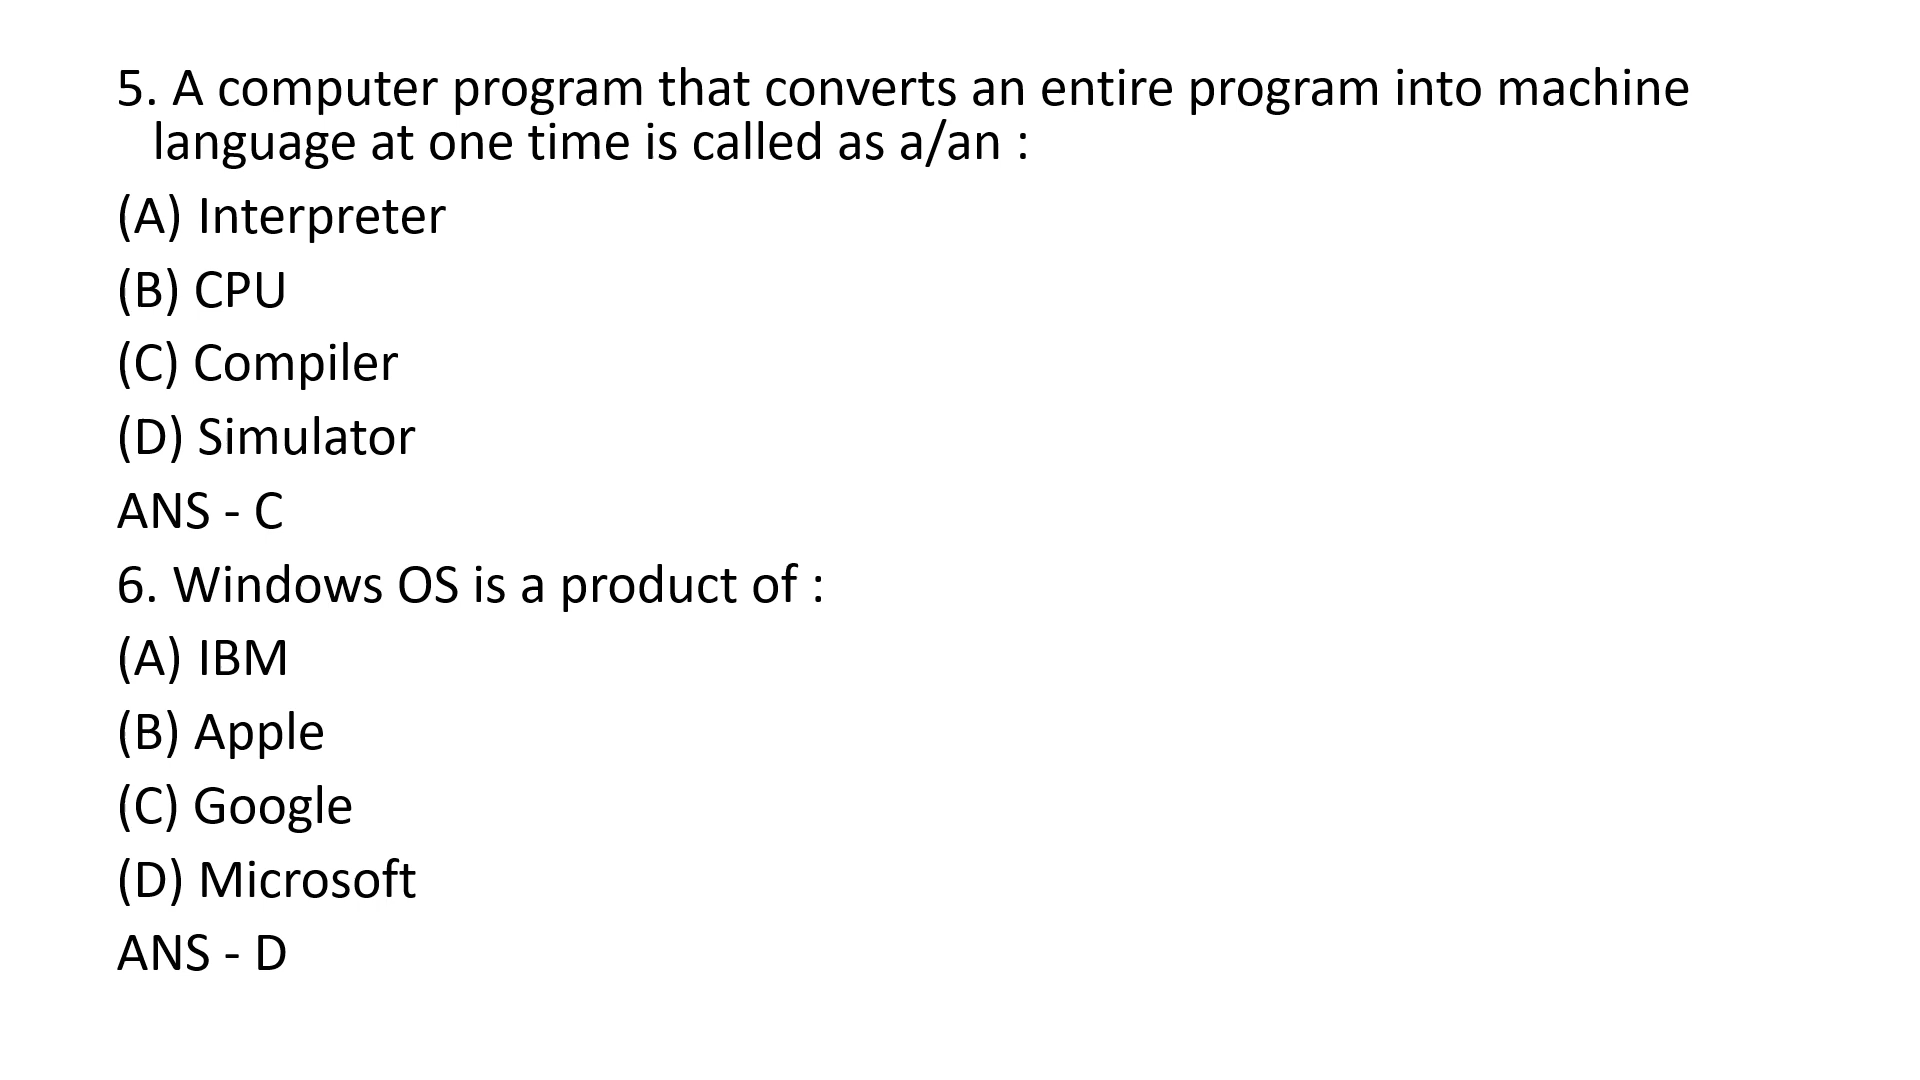 5. A computer program that converts an entire program into machine
language at one time is called as a/an :
(A) Interpreter
(B) CPU
(C) Compiler
(D) Simulator
ANS - C
6. Windows OS is a product of :
(A) IBM
(B) Apple
(C) Google
(D) Microsoft
ANS - D